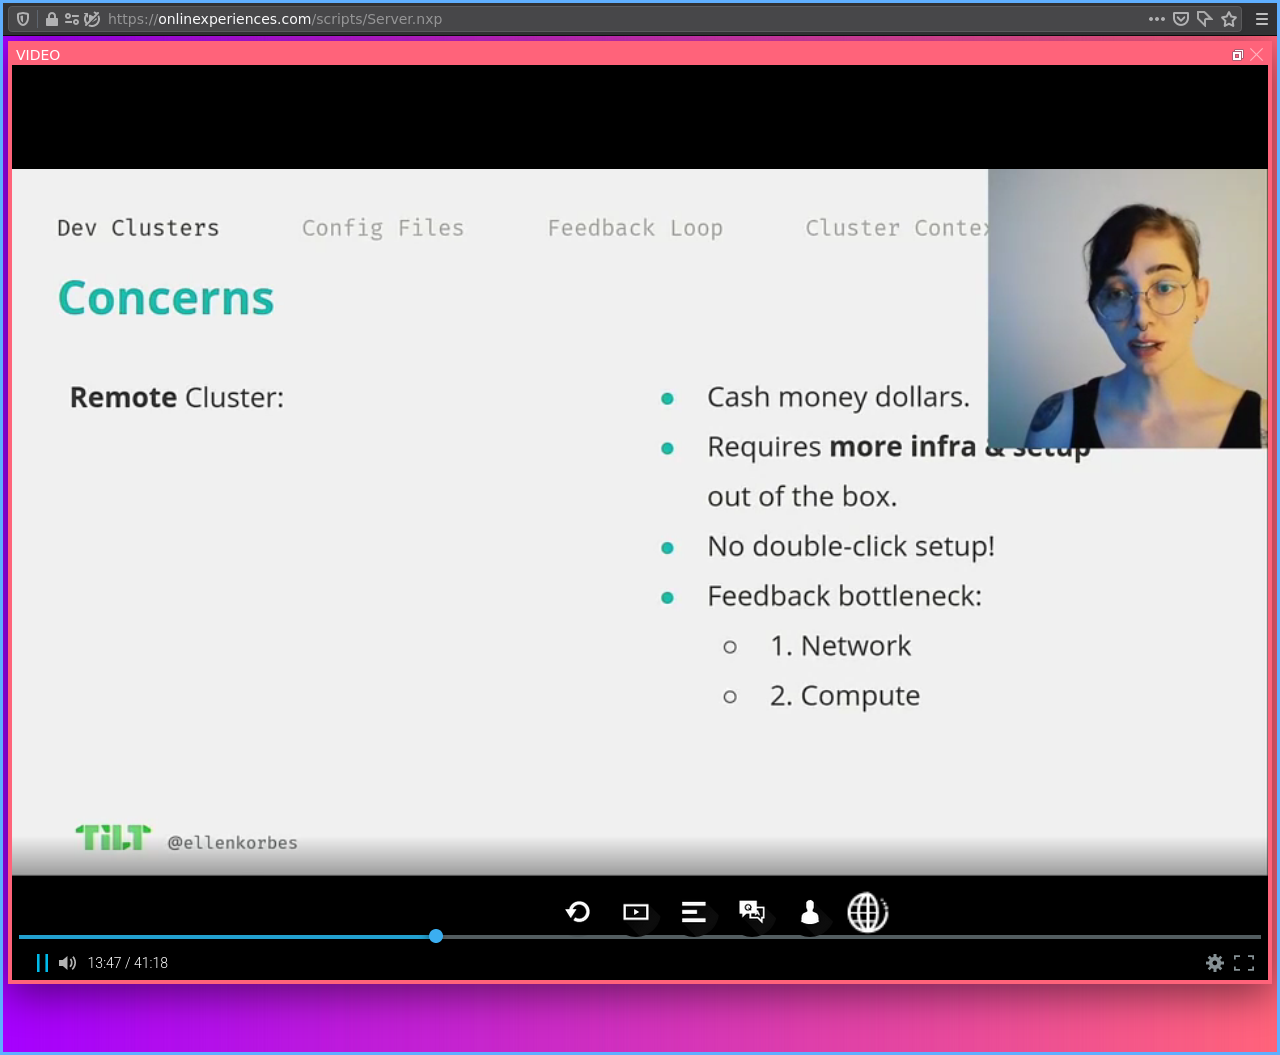 https://onlinexperiences.com/scripts/Server.nxp
VIDEO
Dev Clusters Config Files Feedback Loop Cluster Contex
Concerns
Remote Cluster:
Cash money dollars.
Requires more infra & setup
out of the box.
No double-click setup!
Feedback bottleneck:
1. Network
2. Compute
TILT @ellenkorbes
13:47 / 41:18